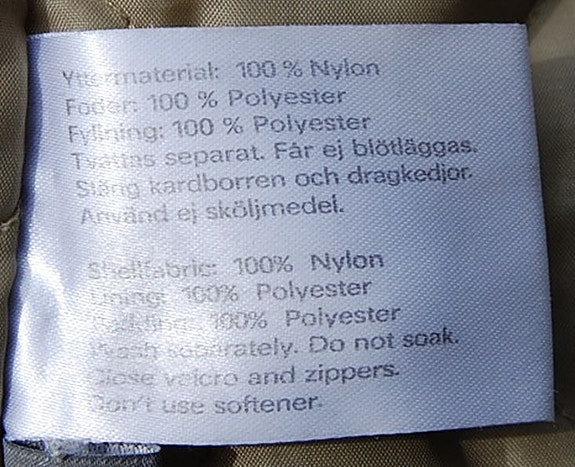 Yttermaterial: 100 % Nylon
Foder: 100 % Polyester
Fyllning: 100 % Polyester
Tvättas separat. Får ej blötläggas.
Stäng kardborren och dragkedjor.
Använd ej sköljmedel.
Shellfabric: 100% Nylon
Lining: 100% Polyester
Padding: 100% Polyester
Wash separately. Do not soak.
Close velcro and zippers.
Don't use softener.